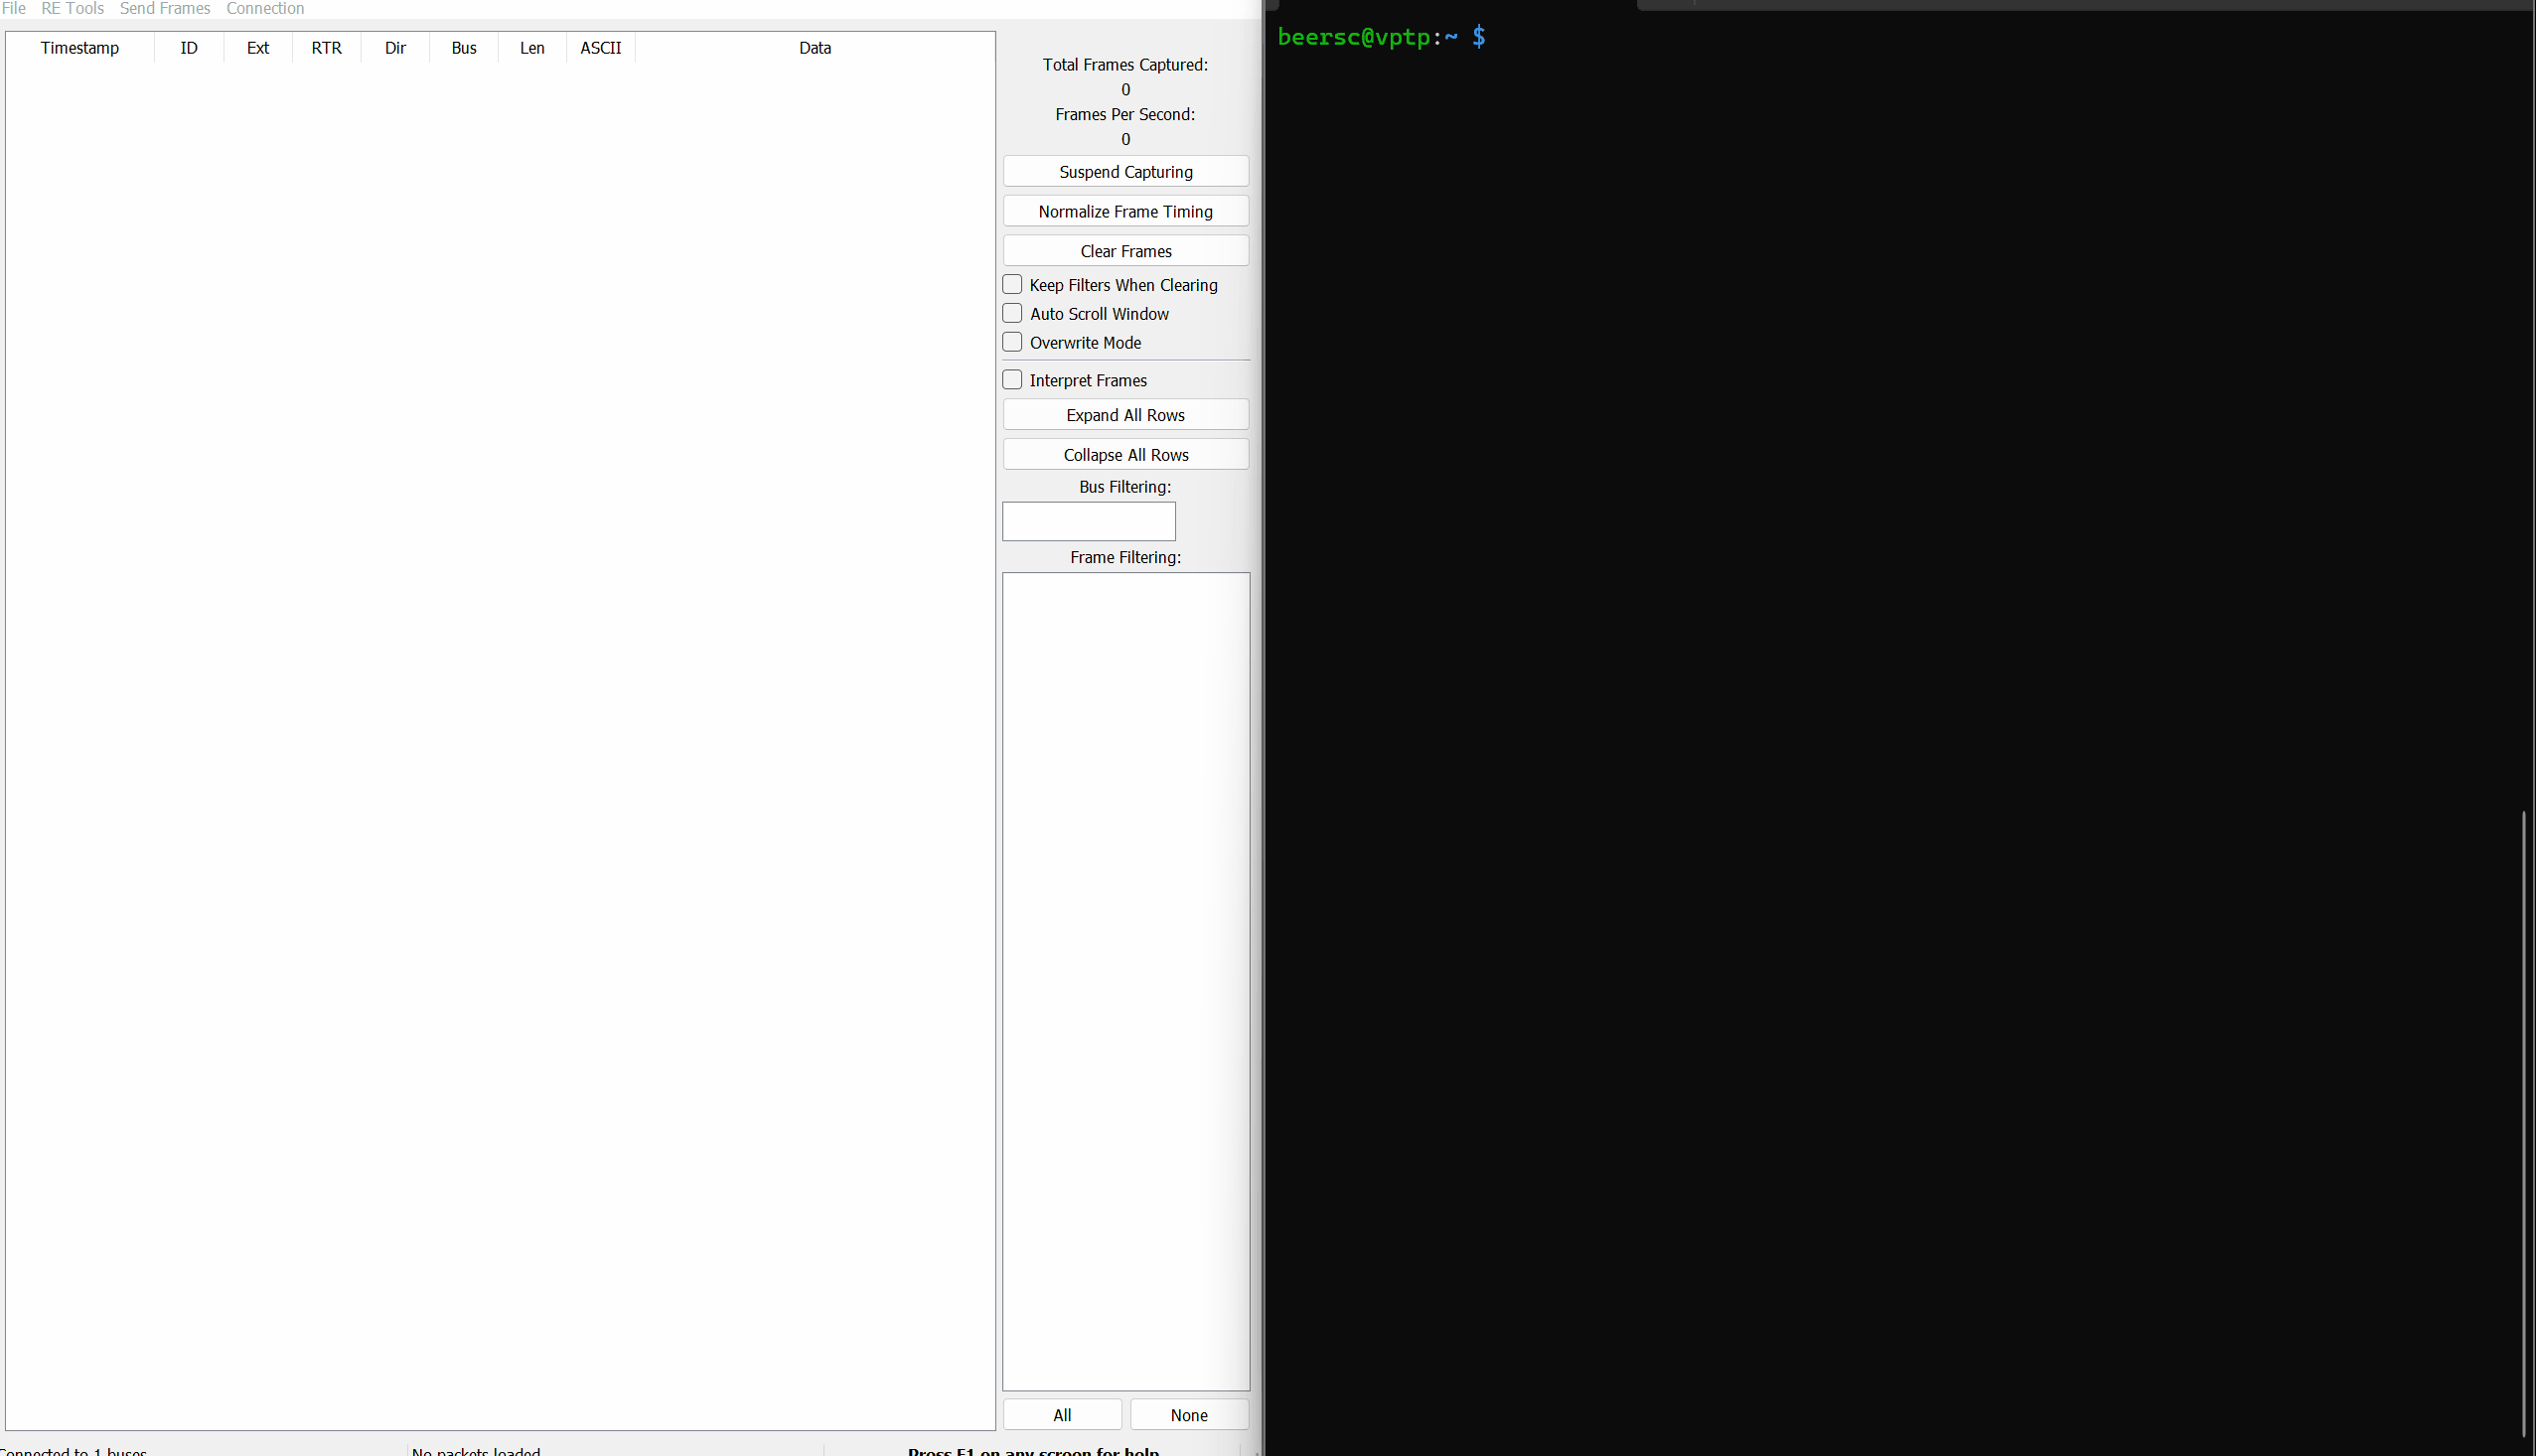 File RE Tools Send Frames Connection
Timestamp ID Ext RTR Dir Bus Len ASCII Data
Total Frames Captured:
0
Frames Per Second:
0
Suspend Capturing
Normalize Frame Timing
Clear Frames
Keep Filters When Clearing
Auto Scroll Window
Overwrite Mode
Interpret Frames
Expand All Rows
Collapse All Rows
Bus Filtering:
Frame Filtering:
All None
Connected to 1 buses No packets loaded Press F1 on any screen for help
beersc@vptp:~ $